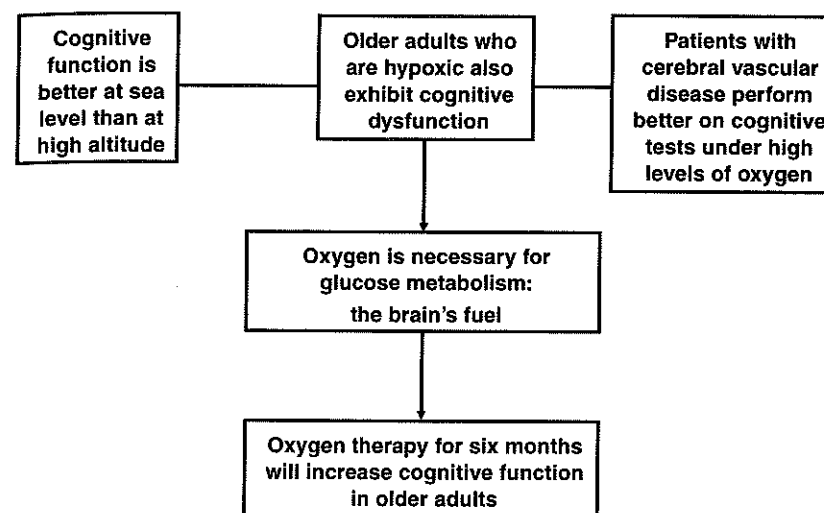 Cognitive
function is
better at sea
level than at
high altitude
Older adults who
are hypoxic also
exhibit cognitive
dysfunction
Patients with
cerebral vascular
disease perform
better on cognitive
tests under high
levels of oxygen
Oxygen is necessary for
glucose metabolism:
the brain's fuel
Oxygen therapy for six months
will increase cognitive function
in older adults